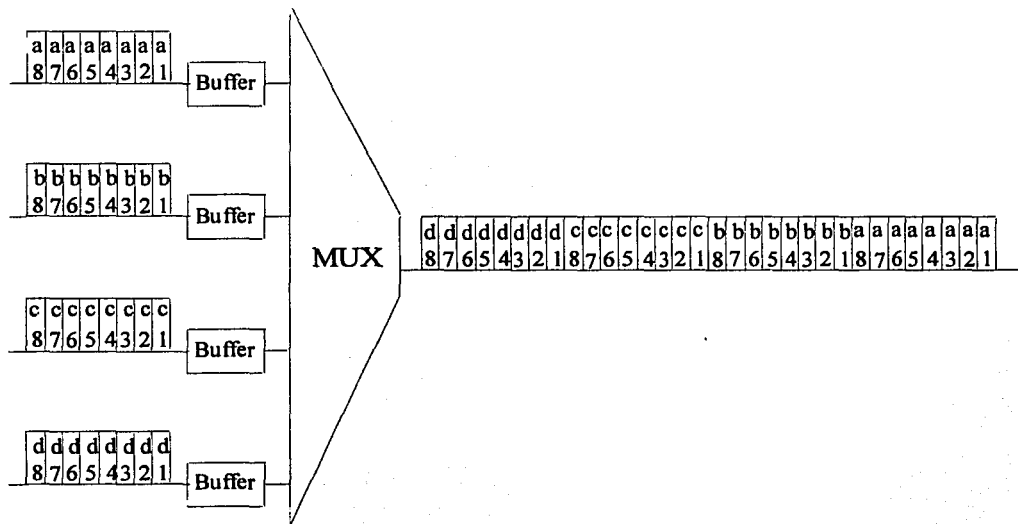 a a a a a a a a
8 7 6 5 4 3 2 1
Buffer
b b b b b b b b
8 7 6 5 4 3 2 1
Buffer
MUX
d d d d d d d d c c c c c c c c b b b b b b b b a a a a a a a a
8 7 6 5 4 3 2 1 8 7 6 5 4 3 2 1 8 7 6 5 4 3 2 1 8 7 6 5 4 3 2 1
c c c c c c c c
8 7 6 5 4 3 2 1
Buffer
d d d d d d d d
8 7 6 5 4 3 2 1
Buffer